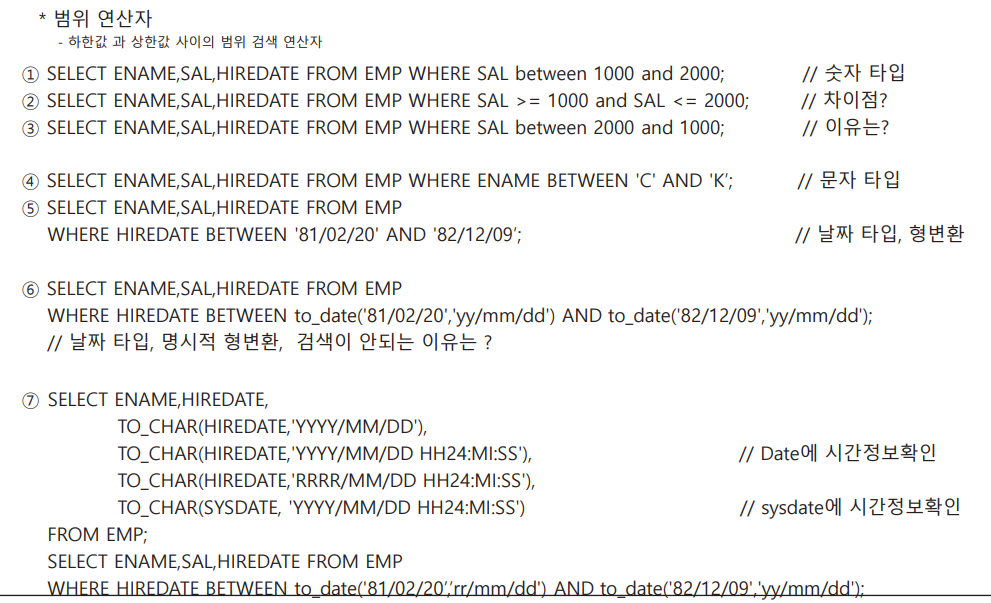 * 범위 연산자
- 하한값 과 상한값 사이의 범위 검색 연산자
① SELECT ENAME,SAL,HIREDATE FROM EMP WHERE SAL between 1000 and 2000; // 숫자 타입
② SELECT ENAME,SAL,HIREDATE FROM EMP WHERE SAL >= 1000 and SAL <= 2000; // 차이점?
③ SELECT ENAME,SAL,HIREDATE FROM EMP WHERE SAL between 2000 and 1000; // 이유는?
④ SELECT ENAME,SAL,HIREDATE FROM EMP WHERE ENAME BETWEEN 'C' AND 'K’; // 문자 타입
⑤ SELECT ENAME,SAL,HIREDATE FROM EMP
WHERE HIREDATE BETWEEN '81/02/20' AND '82/12/09’; // 날짜 타입, 형변환
⑥ SELECT ENAME,SAL,HIREDATE FROM EMP
WHERE HIREDATE BETWEEN to_date('81/02/20','yy/mm/dd') AND to_date('82/12/09','yy/mm/dd');
// 날짜 타입, 명시적 형변환, 검색이 안되는 이유는 ?
⑦ SELECT ENAME,HIREDATE,
TO_CHAR(HIREDATE,'YYYY/MM/DD'),
TO_CHAR(HIREDATE,'YYYY/MM/DD HH24:MI:SS'), // Date에 시간정보확인
TO_CHAR(HIREDATE,'RRRR/MM/DD HH24:MI:SS'),
TO_CHAR(SYSDATE, 'YYYY/MM/DD HH24:MI:SS') // sysdate에 시간정보확인
FROM EMP;
SELECT ENAME,SAL,HIREDATE FROM EMP
WHERE HIREDATE BETWEEN to_date('81/02/20’,’rr/mm/dd') AND to_date('82/12/09','yy/mm/dd');